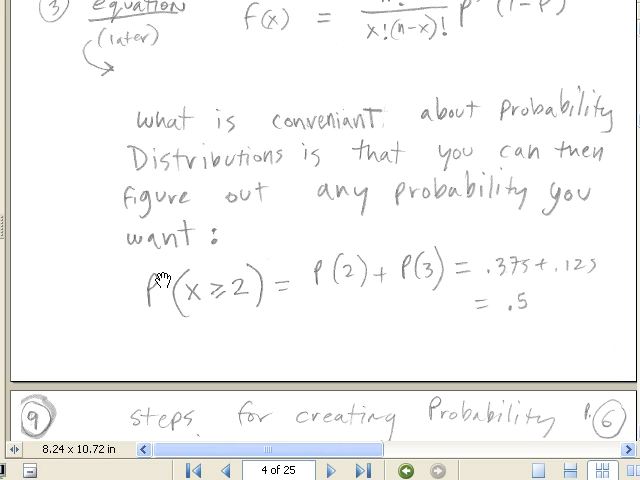 ③ equation f(x) = n! / x!(n-x)! p (1-P)
(later)
what is conveniant about probability
Distributions is that you can then
figure out any probability you
want :
P(x ≥ 2) = P(2) + P(3) = .375 + .125
= .5
⑨ steps for creating Probability P.⑥
8.24 x 10.72 in
4 of 25